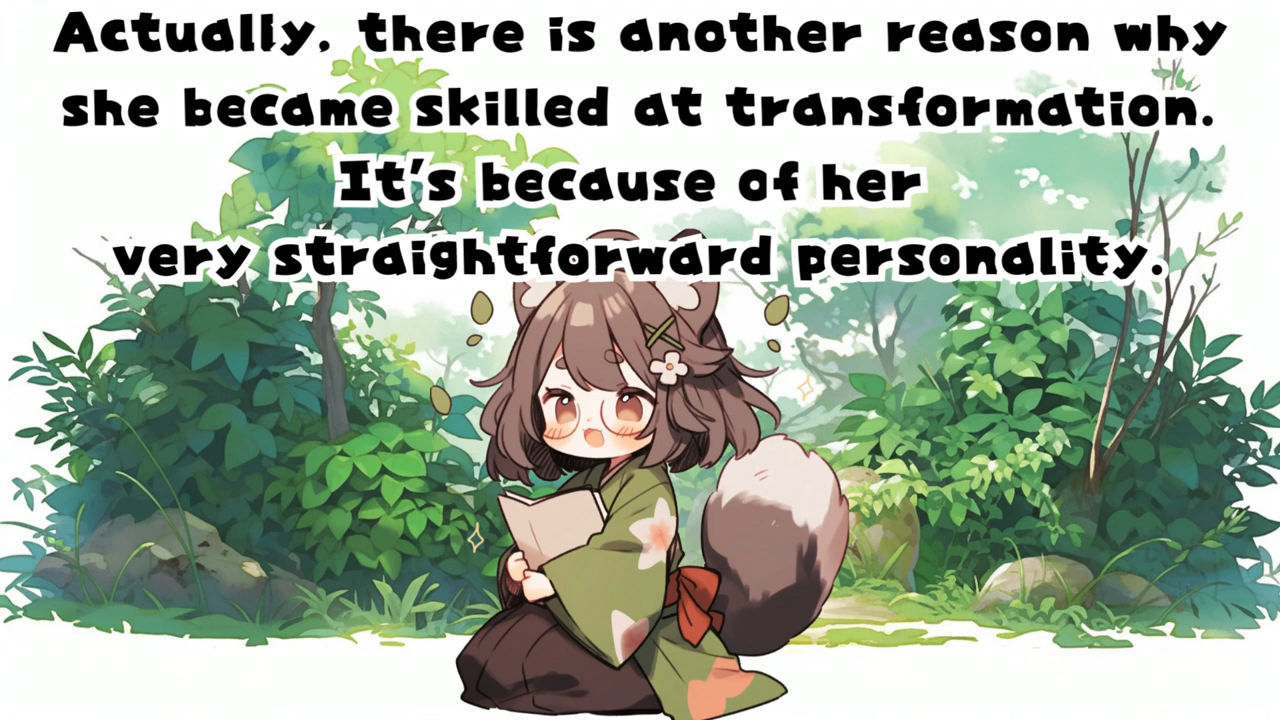 Actually, there is another reason why
she became skilled at transformation.
It's because of her
very straightforward personality.